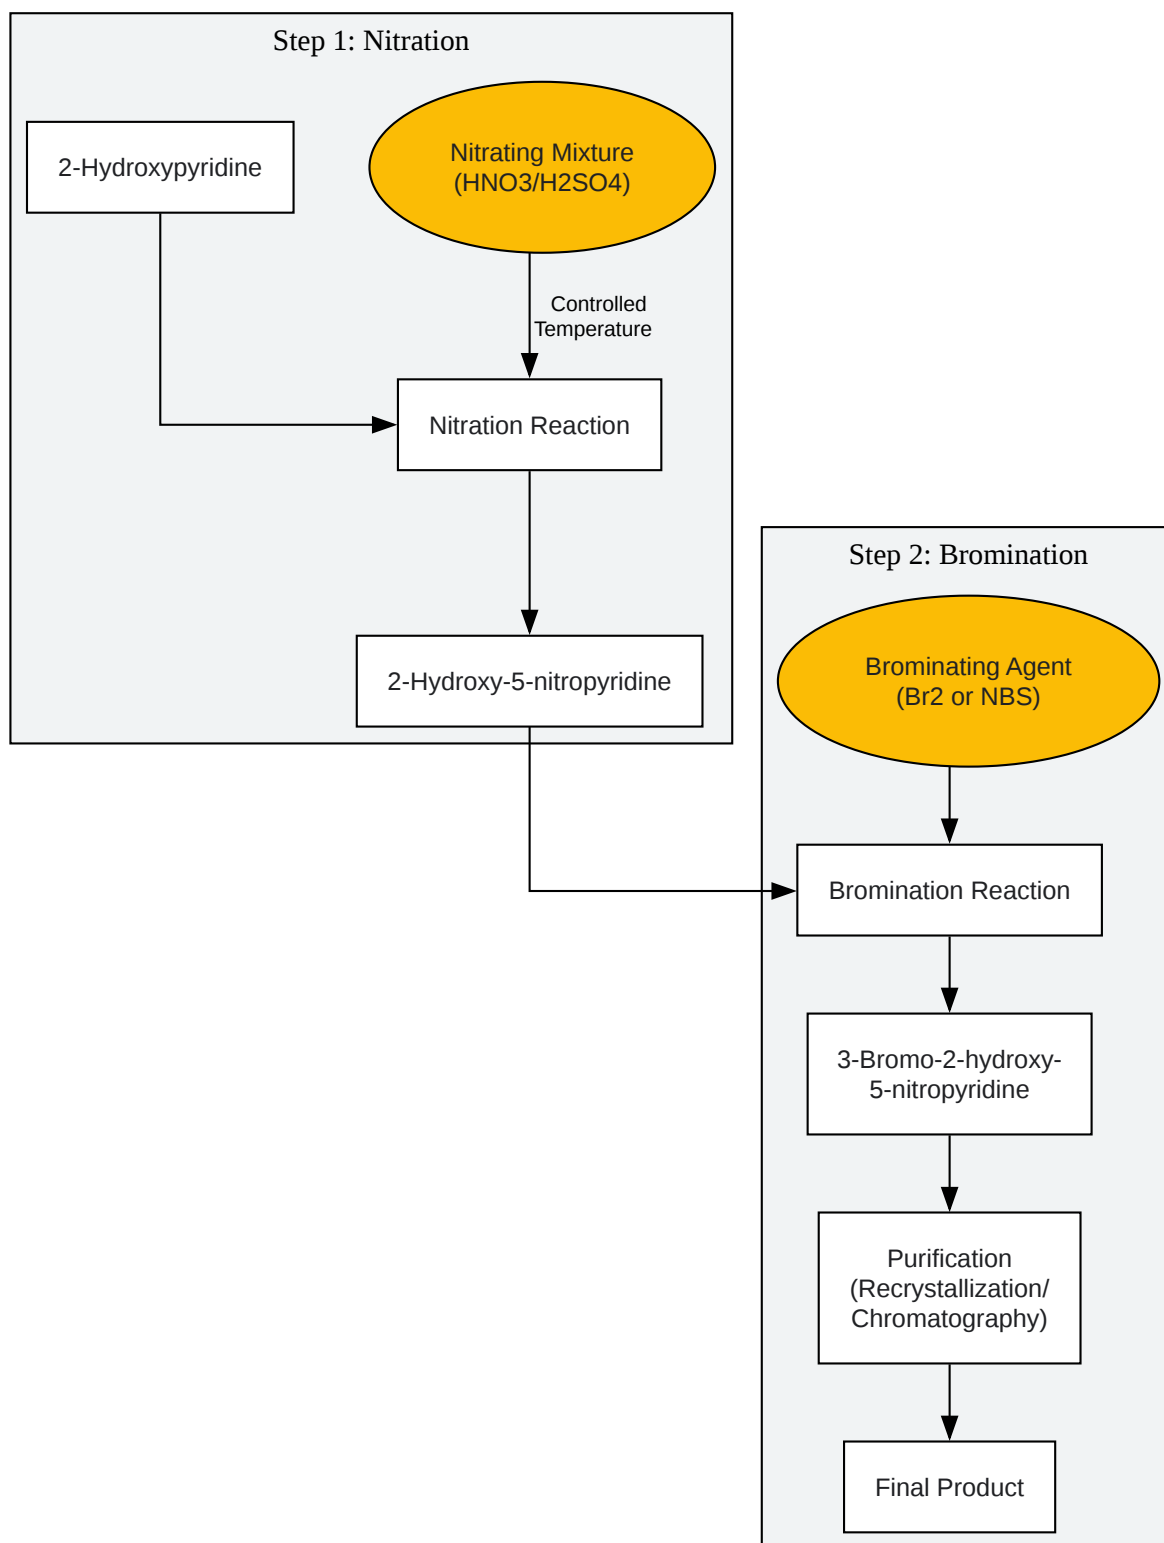 Step 1: Nitration
2-Hydroxypyridine
Nitrating Mixture
(HNO3/H2SO4)
Controlled
Temperature
Nitration Reaction
2-Hydroxy-5-nitropyridine
Step 2: Bromination
Brominating Agent
(Br2 or NBS)
Bromination Reaction
3-Bromo-2-hydroxy-
5-nitropyridine
Purification
(Recrystallization/
Chromatography)
Final Product